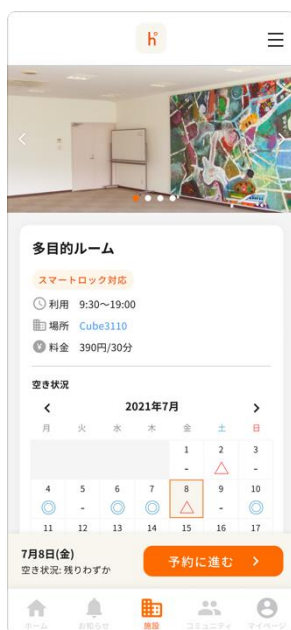 h
多目的ルーム
スマートロック対応
利用 9:30〜19:00
場所 Cube3110
料金 390円/30分
空き状況
2021年7月
月 火 水 木 金 土 日
1 2 3
- △ -
4 5 6 7 8 9 10
◎ - ◎ ◎ △ - ◎
11 12 13 14 15 16 17
7月8日(金)
空き状況: 残りわずか
予約に進む
ホーム お知らせ 施設 コミュニティ マイページ